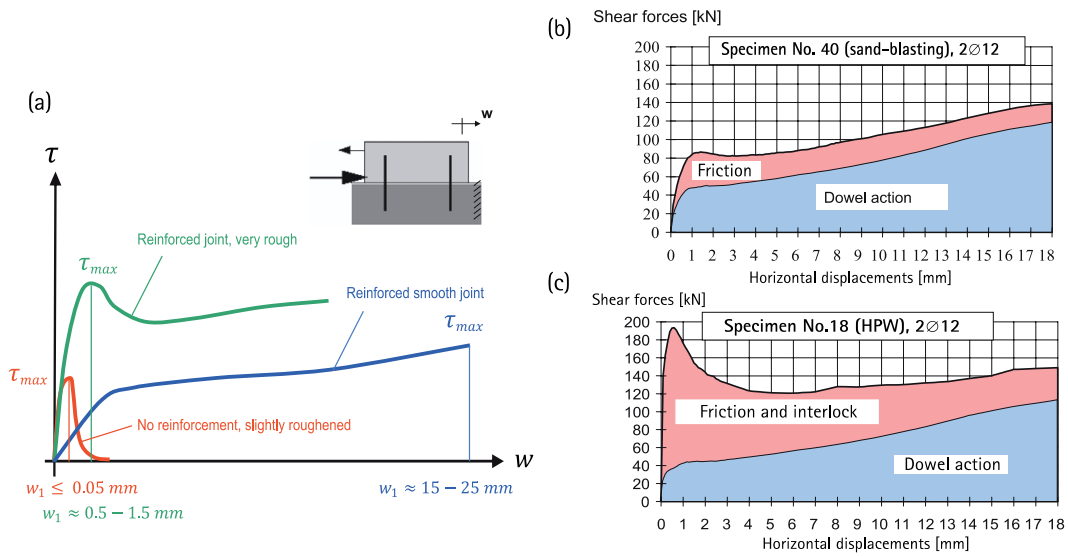 (a)
w
τ
Reinforced joint, very rough
τmax
Reinforced smooth joint
τmax
τmax
No reinforcement, slightly roughened
w
w1 ≤ 0.05 mm
w1 ≈ 15 − 25 mm
w1 ≈ 0.5 − 1.5 mm
(b)
Shear forces [kN]
Specimen No. 40 (sand-blasting), 2∅12
200
180
160
140
120
100
80
60
40
20
0
Friction
Dowel action
0 1 2 3 4 5 6 7 8 9 10 11 12 13 14 15 16 17 18
Horizontal displacements [mm]
(c)
Shear forces [kN]
Specimen No.18 (HPW), 2∅12
200
180
160
140
120
100
80
60
40
20
0
Friction and interlock
Dowel action
0 1 2 3 4 5 6 7 8 9 10 11 12 13 14 15 16 17 18
Horizontal displacements [mm]